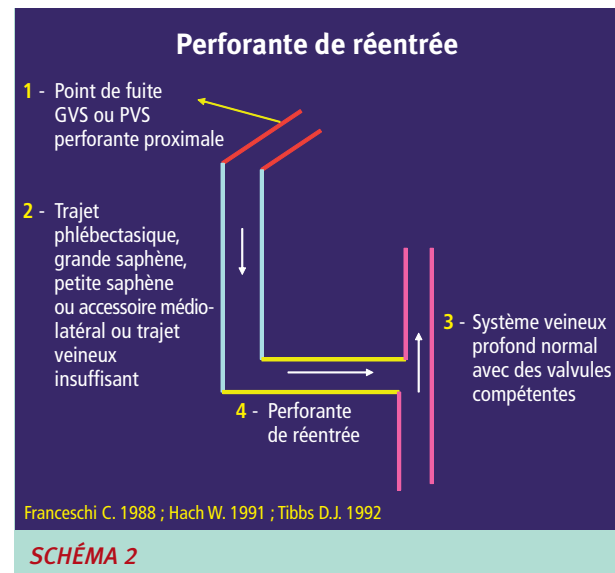 Perforante de réentrée
1 - Point de fuite
GVS ou PVS
perforante proximale
2 - Trajet
phlébectasique,
grande saphène,
petite saphène
ou accessoire médio-
latéral ou trajet
veineux
insuffisant
3 - Système veineux
profond normal
avec des valvules
compétentes
4 - Perforante
de réentrée
Franceschi C. 1988 ; Hach W. 1991 ; Tibbs D.J. 1992
SCHÉMA 2